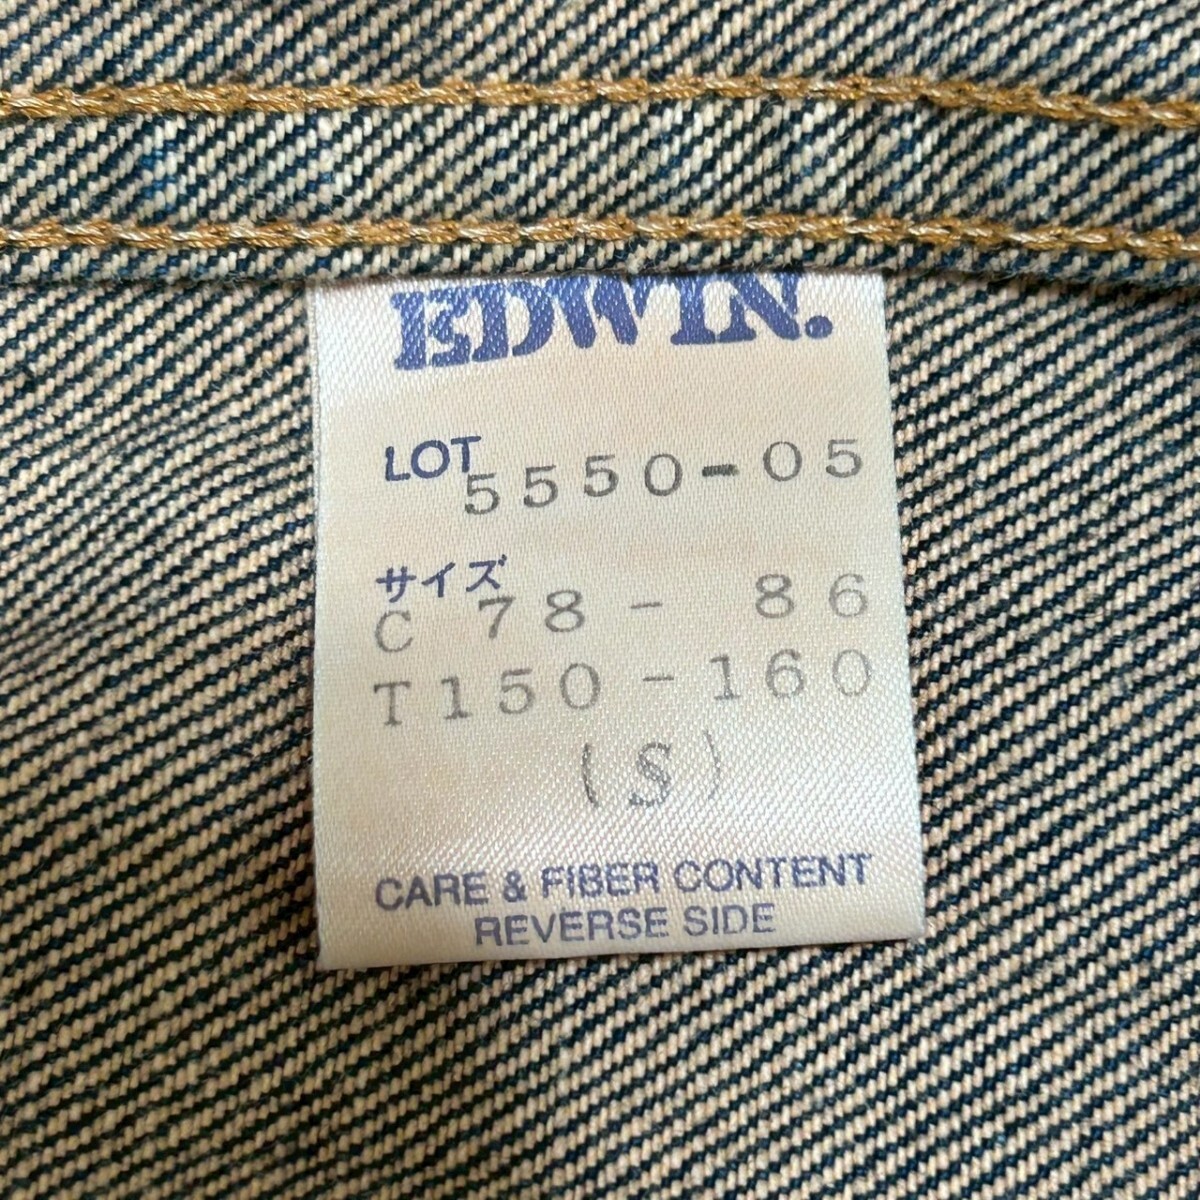 EDWIN.
LOT 5550-05
サイズ
C 78 - 86
T150-160
(S)
CARE & FIBER CONTENT
REVERSE SIDE